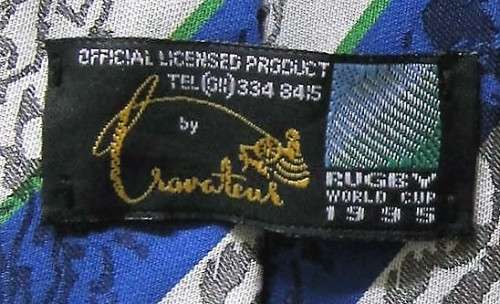 OFFICIAL LICENSED PRODUCT
TEL (011) 334 8415
by
Cravateur
RUGBY
WORLD CUP
1995